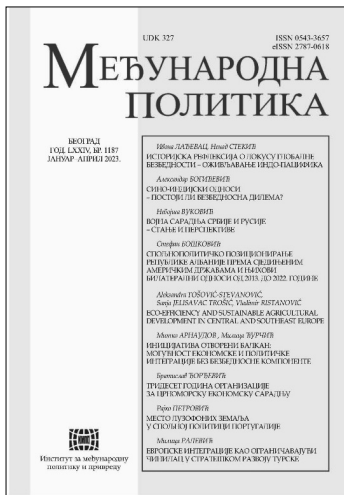 UDK 327
ISSN 0543-3657
eISSN 2787-0618
МЕЂУНАРОДНА
ПОЛИТИКА
БЕОГРАД
ГОД. LXXIV, БР. 1187
ЈАНУАР–АПРИЛ 2023.
Ивона ЛАЂЕВАЦ, Ненад СТЕКИЋ
ИСТОРИЈСКА РЕФЛЕКСИЈА О ЛОКУСУ ГЛОБАЛНЕ
БЕЗБЕДНОСТИ – ОЖИВЉАВАЊЕ ИНДО-ПАЦИФИКА
Александар БОГИЋЕВИЋ
СИНО-ИНДИЈСКИ ОДНОСИ
– ПОСТОЈИ ЛИ БЕЗБЕДНОСНА ДИЛЕМА?
Небојша ВУКОВИЋ
ВОЈНА САРАДЊА СРБИЈЕ И РУСИЈЕ
– СТАЊЕ И ПЕРСПЕКТИВЕ
Стефан БОШКОВИЋ
СПОЉНОПОЛИТИЧКО ПОЗИЦИОНИРАЊЕ
РЕПУБЛИКЕ АЛБАНИЈЕ ПРЕМА СЈЕДИЊЕНИМ
АМЕРИЧКИМ ДРЖАВАМА И ЊИХОВИ
БИЛАТЕРАЛНИ ОДНОСИ ОД 2013. ДО 2022. ГОДИНЕ
Aleksandra TOŠOVIĆ-STEVANOVIĆ,
Sanja JELISAVAC TROŠIĆ, Vladimir RISTANOVIĆ
ECO-EFFICIENCY AND SUSTAINABLE AGRICULTURAL
DEVELOPMENT IN CENTRAL AND SOUTHEAST EUROPE
Митко АРНАУДОВ, Милица ЂУРЧИЋ
ИНИЦИЈАТИВА ОТВОРЕНИ БАЛКАН:
МОГУЋНОСТ ЕКОНОМСКЕ И ПОЛИТИЧКЕ
ИНТЕГРАЦИЈЕ БЕЗ БЕЗБЕДНОСНЕ КОМПОНЕНТЕ
Братислав ЂОРЂЕВИЋ
ТРИДЕСЕТ ГОДИНА ОРГАНИЗАЦИЈЕ
ЗА ЦРНОМОРСКУ ЕКОНОМСКУ САРАДЊУ
Рајко ПЕТРОВИЋ
МЕСТО ЛУЗОФОНИХ ЗЕМАЉА
У СПОЉНОЈ ПОЛИТИЦИ ПОРТУГАЛИЈЕ
Милица РАЛЕВИЋ
ЕВРОПСКЕ ИНТЕГРАЦИЈЕ КАО ОГРАНИЧАВАЈУЋИ
ЧИНИЛАЦ У СТРАТЕШКОМ РАЗВОЈУ ТУРСКЕ
Институт за међународну
политику и привреду